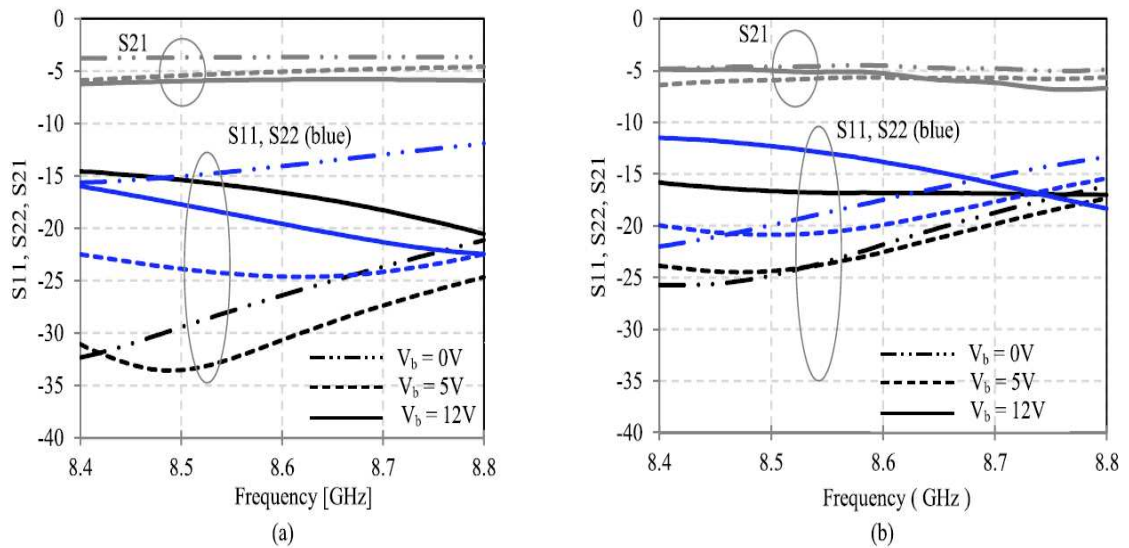 0
-5
-10
-15
-20
-25
-30
-35
-40
S11, S22, S21
S21
S11, S22 (blue)
V_b = 0V
V_b = 5V
V_b = 12V
8.4 8.5 8.6 8.7 8.8
Frequency [GHz]
(a)
0
-5
-10
-15
-20
-25
-30
-35
-40
S11, S22, S21
S21
S11, S22 (blue)
V_b = 0V
V_b = 5V
V_b = 12V
8.4 8.5 8.6 8.7 8.8
Frequency ( GHz )
(b)